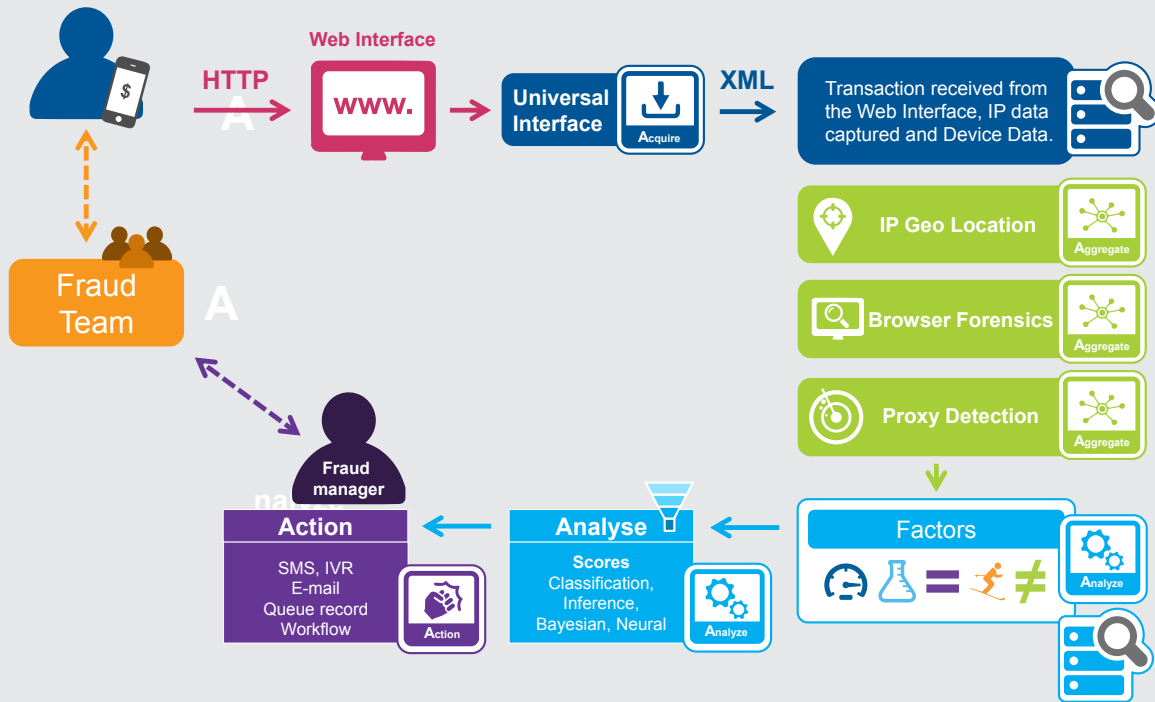 Web Interface
HTTP
A
www.
$
Universal
Interface
Acquire
XML
Transaction received from
the Web Interface, IP data
captured and Device Data.
IP Geo Location
Aggregate
Browser Forensics
Aggregate
Proxy Detection
Aggregate
Fraud
Team
A
Fraud
manager
Action
SMS, IVR
E-mail
Queue record
Workflow
Action
Analyse
Scores
Classification,
Inference,
Bayesian, Neural
Analyze
Factors
= ≠
Analyze